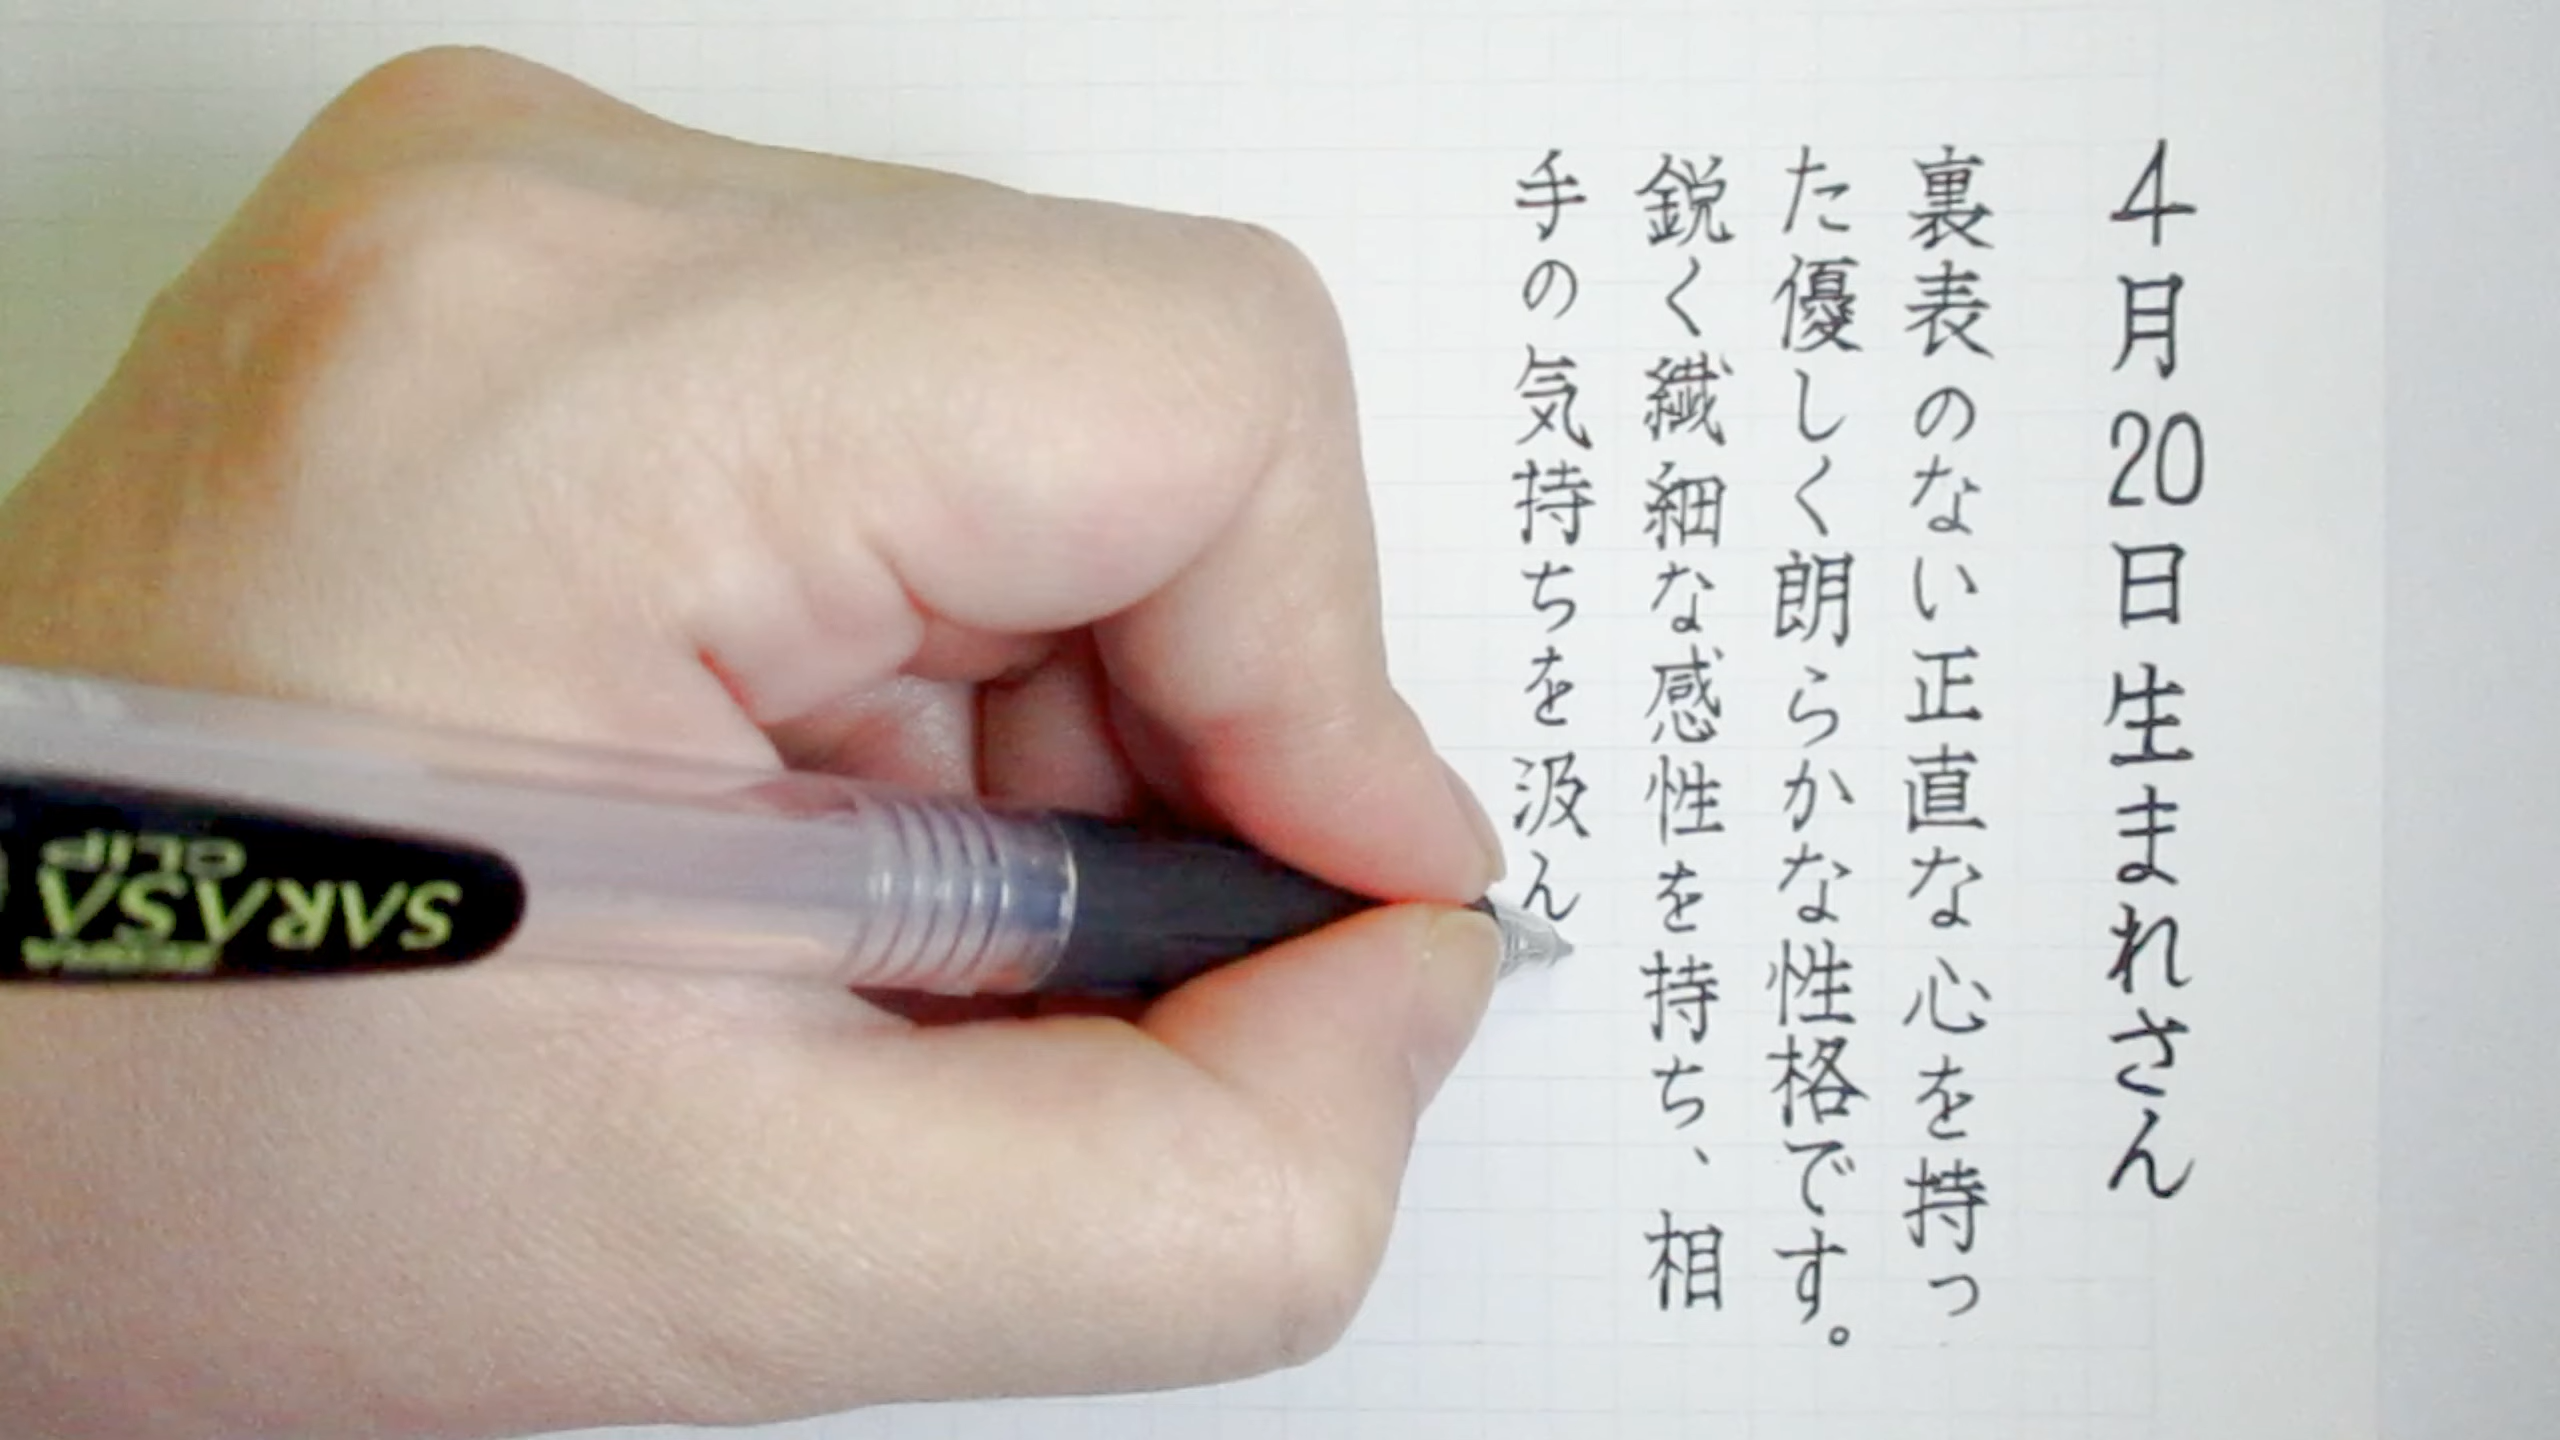 4月20日生まれさん
裏表のない正直な心を持っ
た優しく朗らかな性格です。
鋭く繊細な感性を持ち、相
手の気持ちを汲ん
SARASA
CLIP